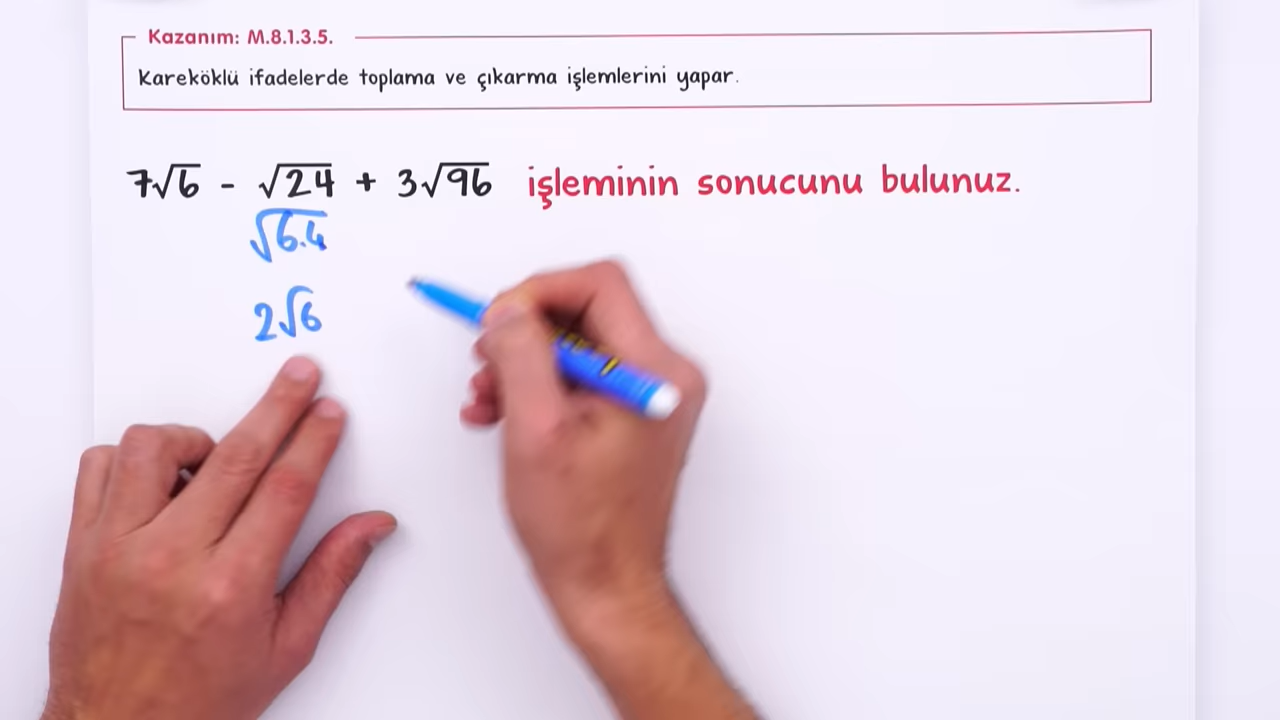 Kazanım: M.8.1.3.5.
Kareköklü ifadelerde toplama ve çıkarma işlemlerini yapar.
7√6 - √24 + 3√96 işleminin sonucunu bulunuz.
√6.4
2√6